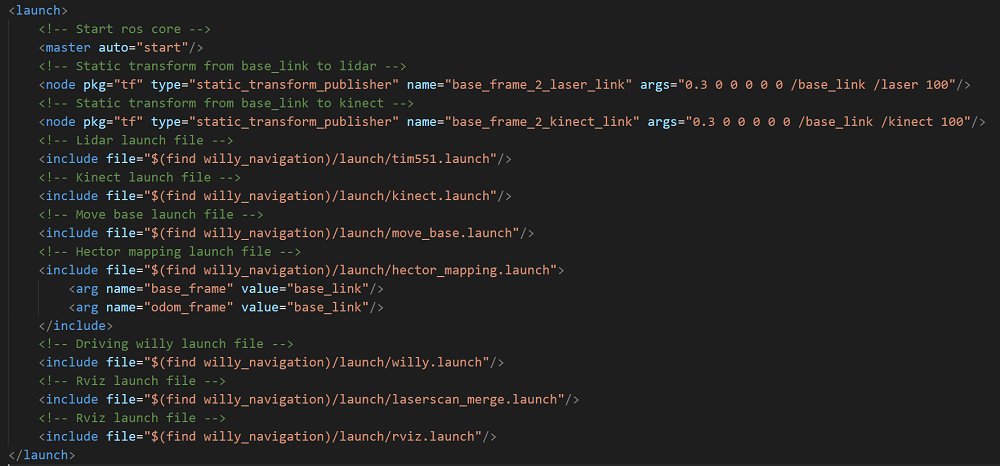 <launch>
<!-- Start ros core -->
<master auto="start"/>
<!-- Static transform from base_link to lidar -->
<node pkg="tf" type="static_transform_publisher" name="base_frame_2_laser_link" args="0.3 0 0 0 0 0 /base_link /laser 100"/>
<!-- Static transform from base_link to kinect -->
<node pkg="tf" type="static_transform_publisher" name="base_frame_2_kinect_link" args="0.3 0 0 0 0 0 /base_link /kinect 100"/>
<!-- Lidar launch file -->
<include file="$(find willy_navigation)/launch/tim551.launch"/>
<!-- Kinect launch file -->
<include file="$(find willy_navigation)/launch/kinect.launch"/>
<!-- Move base launch file -->
<include file="$(find willy_navigation)/launch/move_base.launch"/>
<!-- Hector mapping launch file -->
<include file="$(find willy_navigation)/launch/hector_mapping.launch">
<arg name="base_frame" value="base_link"/>
<arg name="odom_frame" value="base_link"/>
</include>
<!-- Driving willy launch file -->
<include file="$(find willy_navigation)/launch/willy.launch"/>
<!-- Rviz launch file -->
<include file="$(find willy_navigation)/launch/laserscan_merge.launch"/>
<!-- Rviz launch file -->
<include file="$(find willy_navigation)/launch/rviz.launch"/>
</launch>